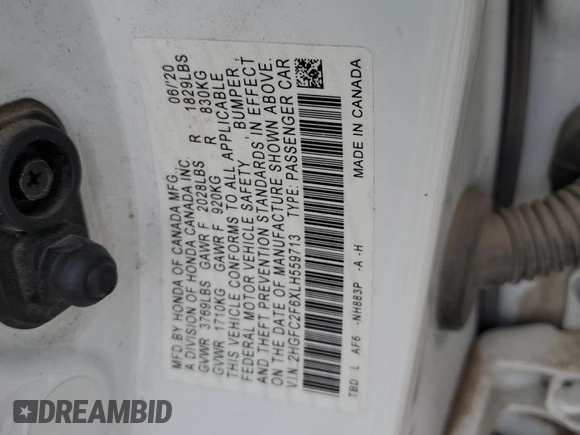 MFD BY HONDA OF CANADA MFG., 06/20
A DIVISION OF HONDA CANADA INC.
GVWR 3769LBS GAWR F 2028LBS R 1829LBS
GVWR 1710KG GAWR F 920KG R 830KG
THIS VEHICLE CONFORMS TO ALL APPLICABLE
FEDERAL MOTOR VEHICLE SAFETY, BUMPER,
AND THEFT PREVENTION STANDARDS IN EFFECT
ON THE DATE OF MANUFACTURE SHOWN ABOVE.
V.I.N:2HGFC2F6XLH559713 TYPE: PASSENGER CAR
MADE IN CANADA
TBD L AF6 -NH883P -A -H
DREAMBID